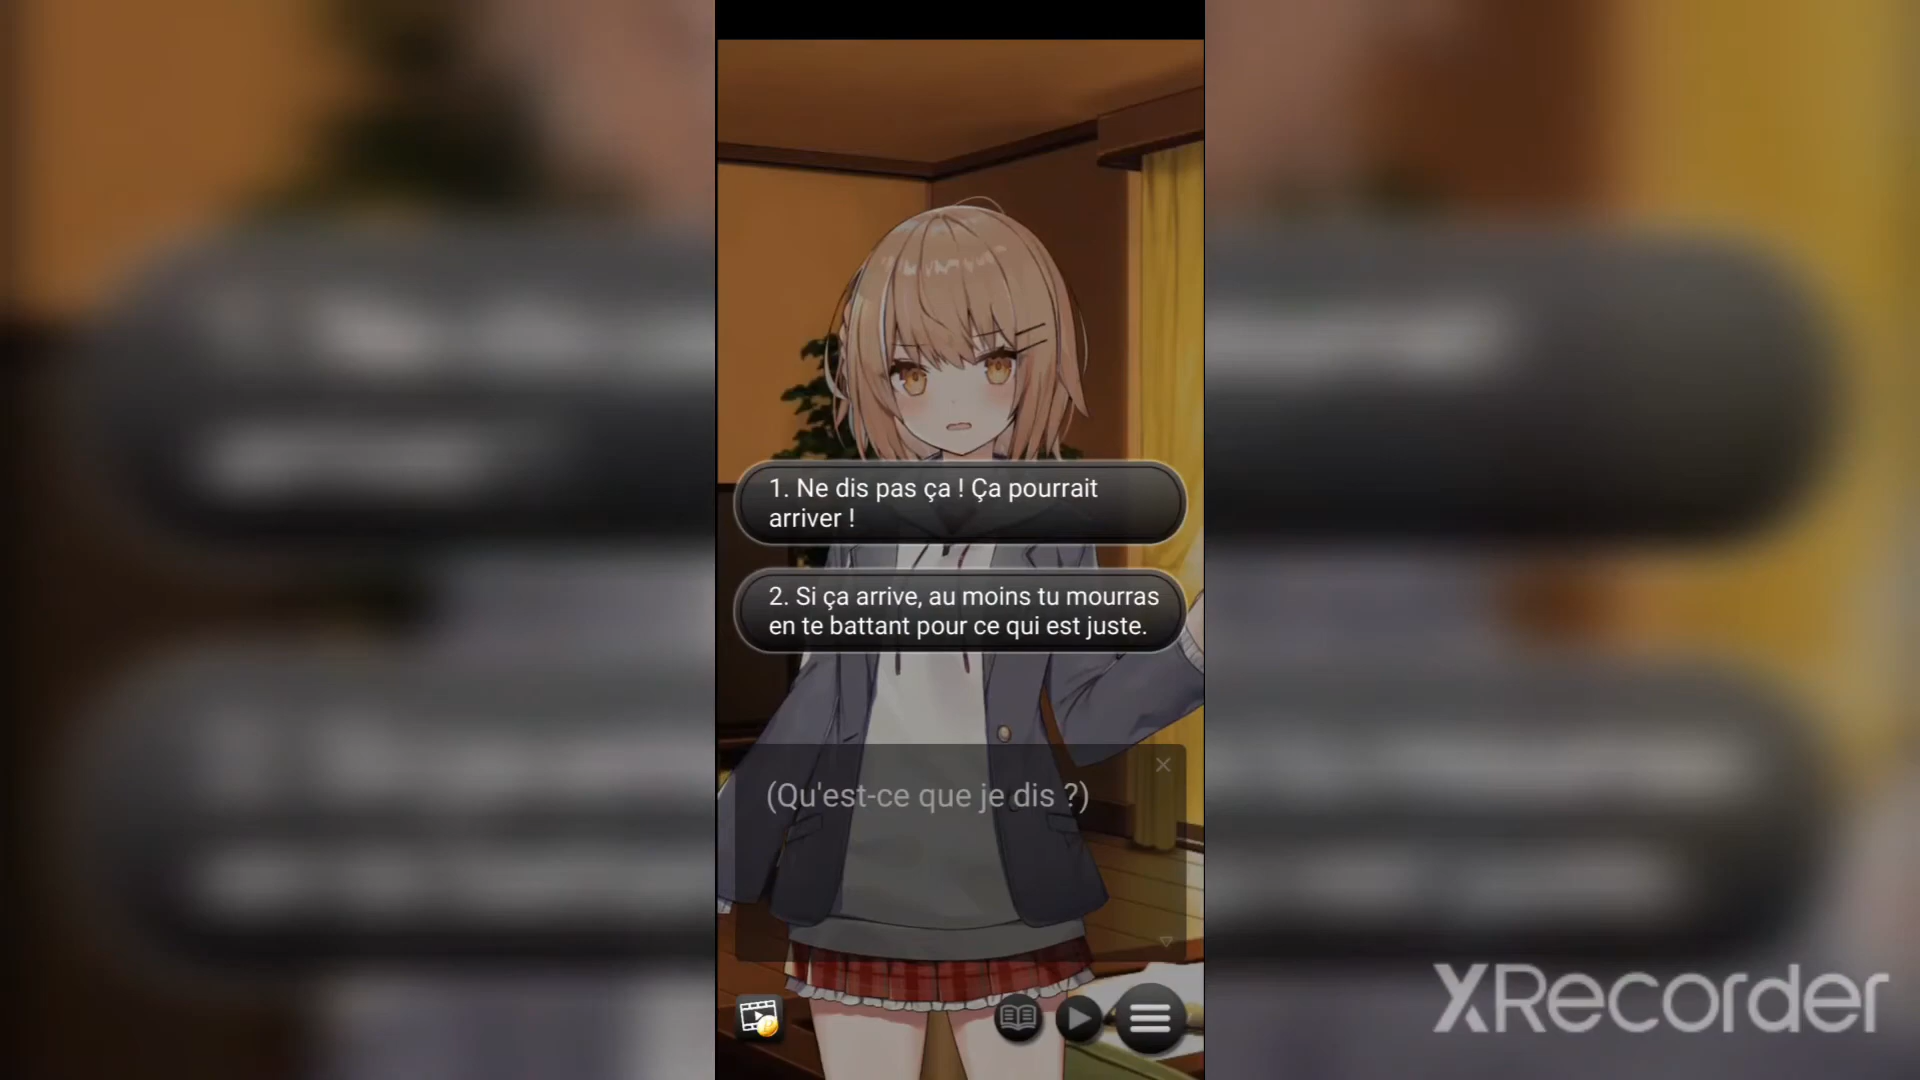 1. Ne dis pas ça ! Ça pourrait
arriver !
2. Si ça arrive, au moins tu mourras
en te battant pour ce qui est juste.
(Qu'est-ce que je dis ?)
XRecorder